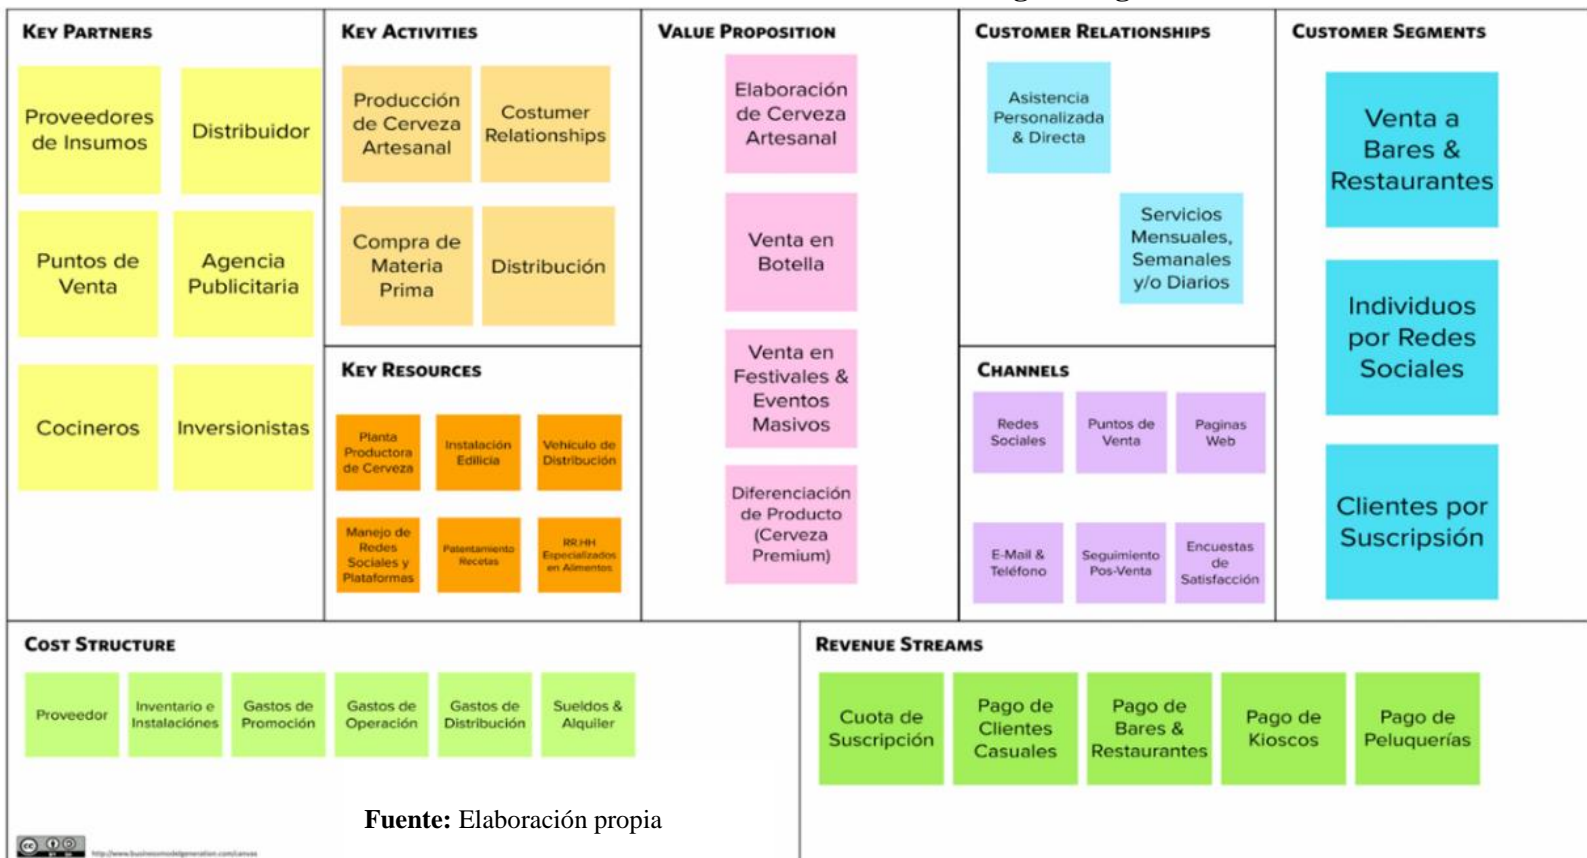 KEY PARTNERS
Proveedores
de Insumos
Distribuidor
Puntos de
Venta
Agencia
Publicitaria
Cocineros
Inversionistas
KEY ACTIVITIES
Producción
de Cerveza
Artesanal
Costumer
Relationships
Compra de
Materia
Prima
Distribución
KEY RESOURCES
Planta
Productora
de Cerveza
Instalación
Edilicia
Vehículo de
Distribución
Manejo de
Redes
Sociales y
Plataformas
Patentamiento
Recetas
RR.HH
Especializados
en Alimentos
VALUE PROPOSITION
Elaboración
de Cerveza
Artesanal
Venta en
Botella
Venta en
Festivales &
Eventos
Masivos
Diferenciación
de Producto
(Cerveza
Premium)
CUSTOMER RELATIONSHIPS
Asistencia
Personalizada
& Directa
Servicios
Mensuales,
Semanales
y/o Diarios
CHANNELS
Redes
Sociales
Puntos de
Venta
Paginas
Web
E-Mail &
Teléfono
Seguimiento
Pos-Venta
Encuestas
de
Satisfacción
CUSTOMER SEGMENTS
Venta a
Bares &
Restaurantes
Individuos
por Redes
Sociales
Clientes por
Suscripsión
COST STRUCTURE
Proveedor
Inventario e
Instalaciónes
Gastos de
Promoción
Gastos de
Operación
Gastos de
Distribución
Sueldos &
Alquiler
REVENUE STREAMS
Cuota de
Suscripción
Pago de
Clientes
Casuales
Pago de
Bares &
Restaurantes
Pago de
Kioscos
Pago de
Peluquerías
Fuente: Elaboración propia
http://www.businessmodelgeneration.com/canvas